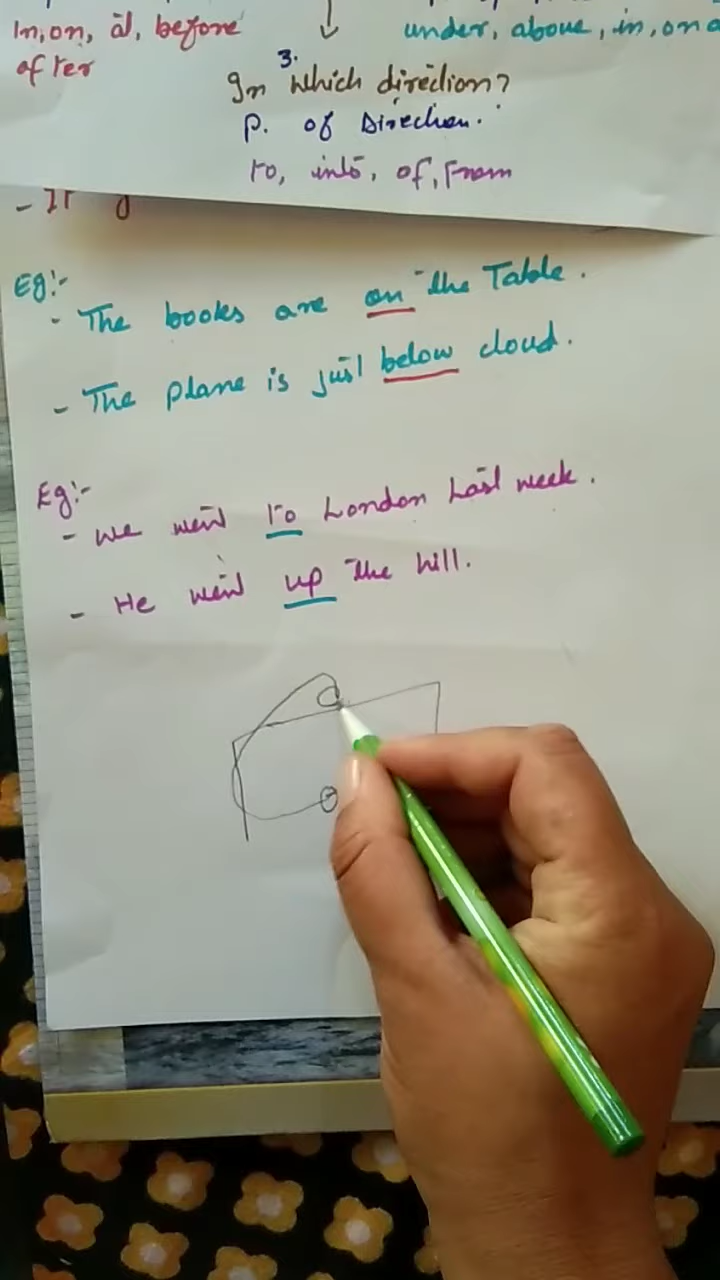 In, on, at, before
after
under, above, in, on
3.
In which direction?
P. of Direction.
to, into, of, From
Eg:-
- The books are on the Table.
- The plane is just below cloud.
Eg:-
- We went to London Last week.
- He went up the hill.